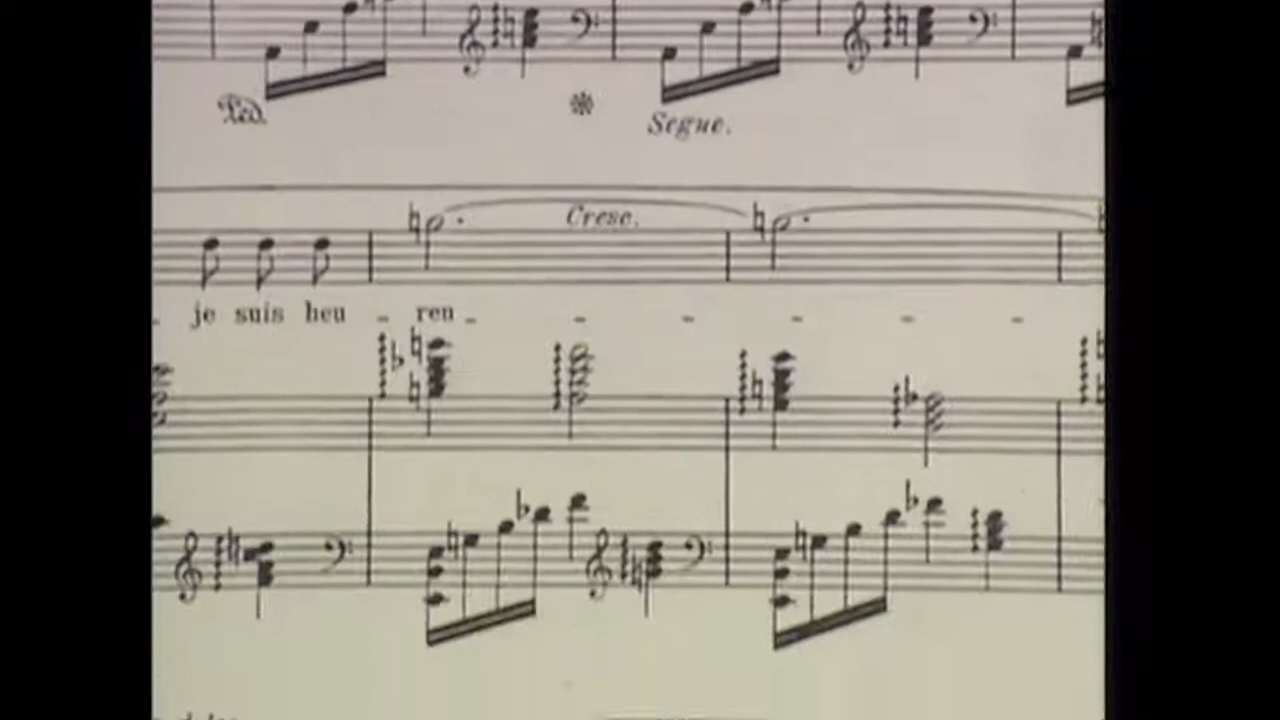 Ped.
Segue.
Cresc.
je suis heu - reu - - - - - -